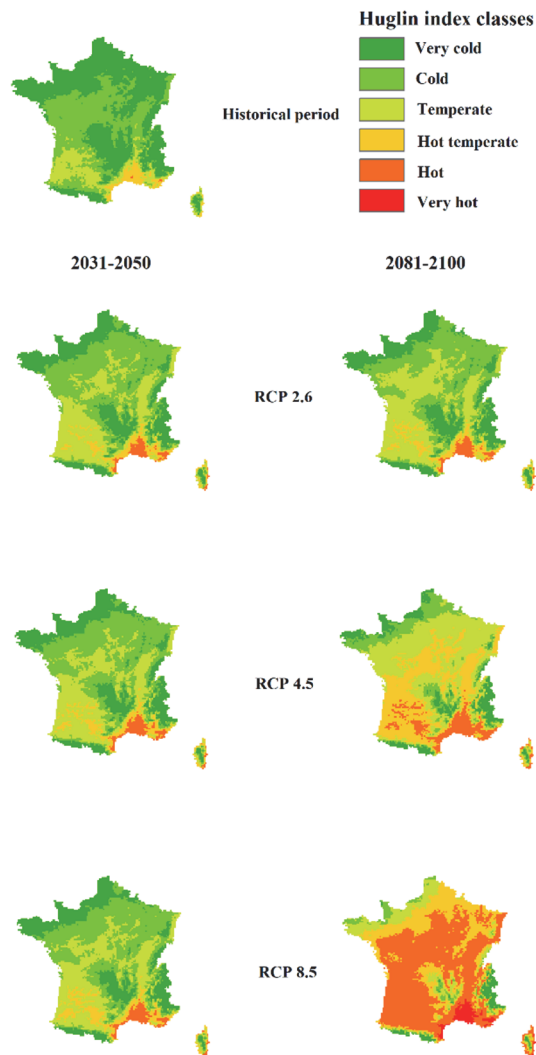 Huglin index classes
Very cold
Cold
Temperate
Hot temperate
Hot
Very hot
Historical period
2031-2050
2081-2100
RCP 2.6
RCP 4.5
RCP 8.5